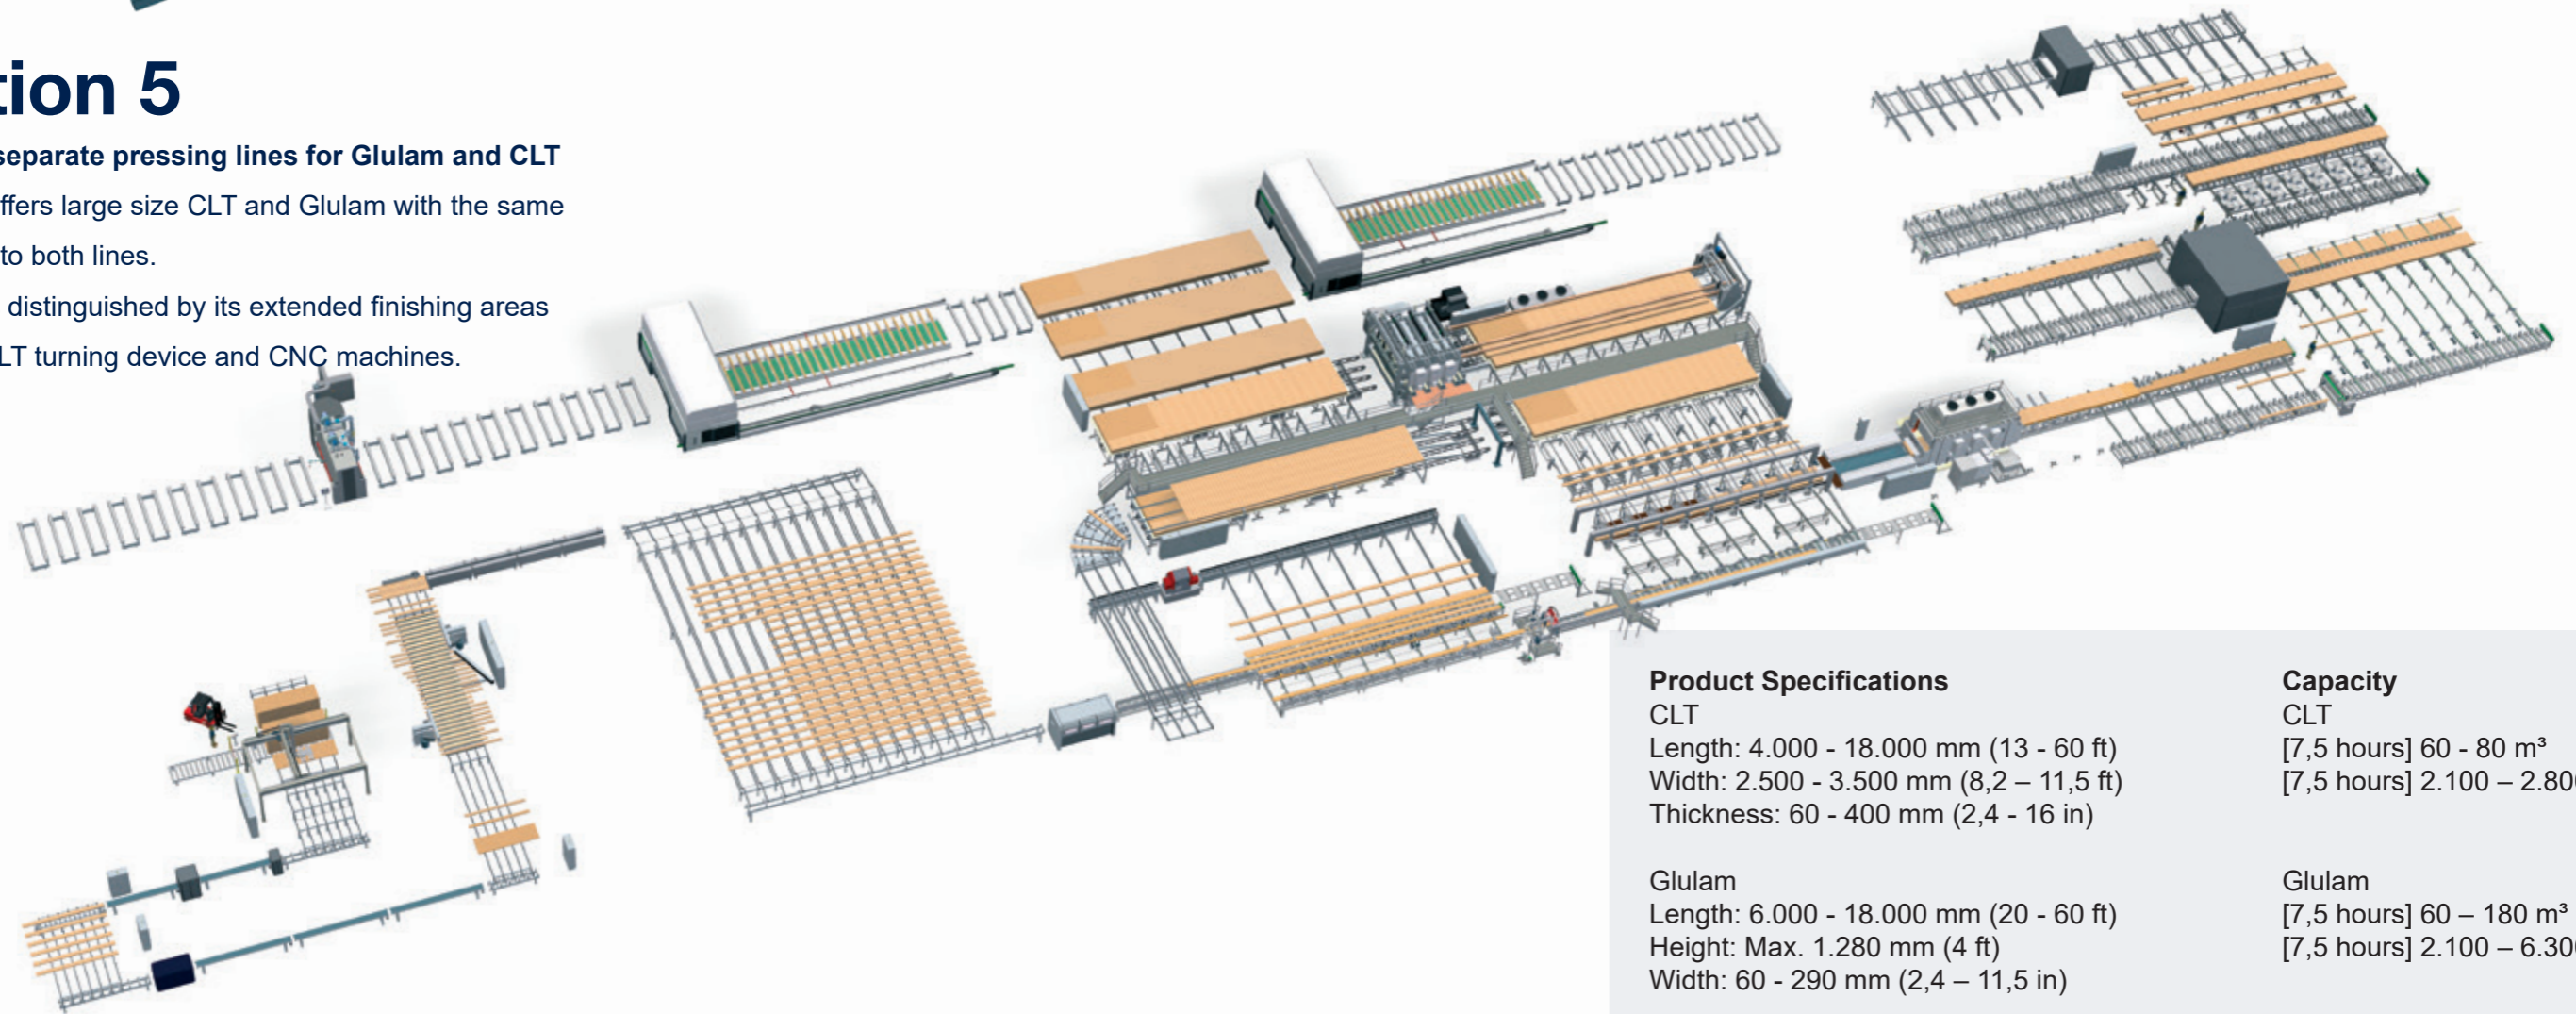 tion 5
separate pressing lines for Glulam and CLT
ffers large size CLT and Glulam with the same
to both lines.
distinguished by its extended finishing areas
LT turning device and CNC machines.
Product Specifications
CLT
Length: 4.000 - 18.000 mm (13 - 60 ft)
Width: 2.500 - 3.500 mm (8,2 – 11,5 ft)
Thickness: 60 - 400 mm (2,4 - 16 in)
Glulam
Length: 6.000 - 18.000 mm (20 - 60 ft)
Height: Max. 1.280 mm (4 ft)
Width: 60 - 290 mm (2,4 – 11,5 in)
Capacity
CLT
[7,5 hours] 60 - 80 m³
[7,5 hours] 2.100 – 2.80
Glulam
[7,5 hours] 60 – 180 m³
[7,5 hours] 2.100 – 6.30